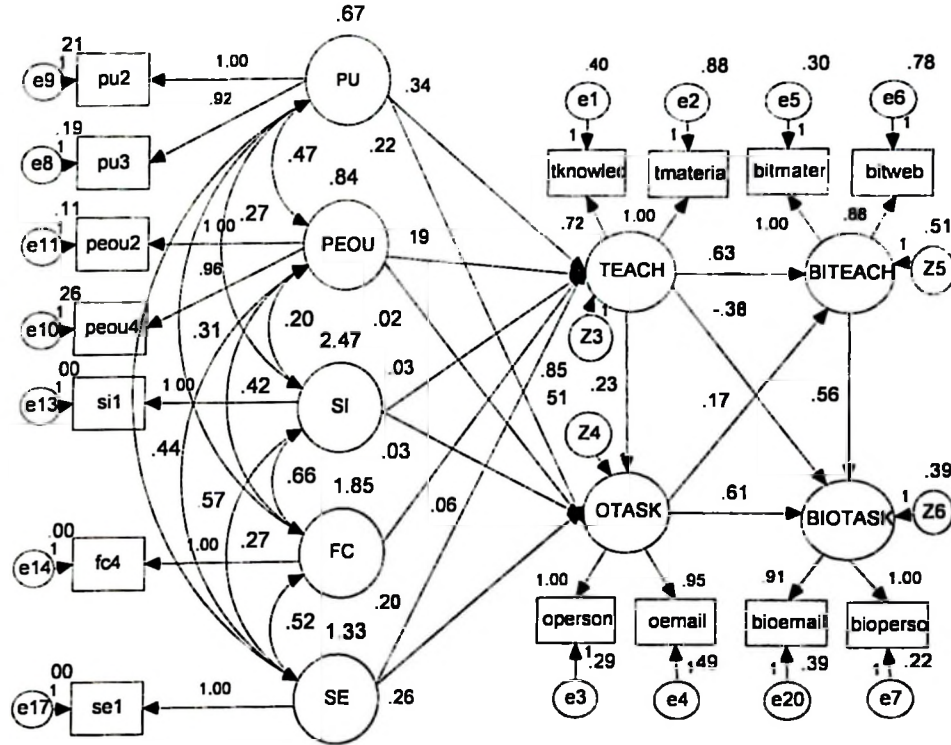 .67
.21
1
e9
pu2
1.00
PU
.34
.92
.40
.88
.30
.78
e1
e2
e5
e6
1
1
1
1
.19
1
e8
pu3
.47
.22
tknowled
tmateria
bitmater
bitweb
.11
1
e11
peou2
1 00
.27
.84
PEOU
19
.72
1.00
1.00
.88
.51
.96
TEACH
.63
BITEACH
1
Z5
.26
1
e10
peou4
.31
.20
.02
2.47
1
Z3
-.38
00
1
e13
si1
1 00
.42
SI
.03
.85
51
.23
.17
.56
.44
.03
Z4
.57
.66
1.85
.06
1
.61
.39
.27
OTASK
BIOTASK
1
Z6
.00
1
e14
fc4
1.00
FC
.20
1.00
.95
.91
1.00
.52
1.33
operson
oemail
bioemail
bioperso
00
1
e17
se1
1.00
SE
.26
1
.29
1
.49
1
.39
1
.22
e3
e4
e20
e7